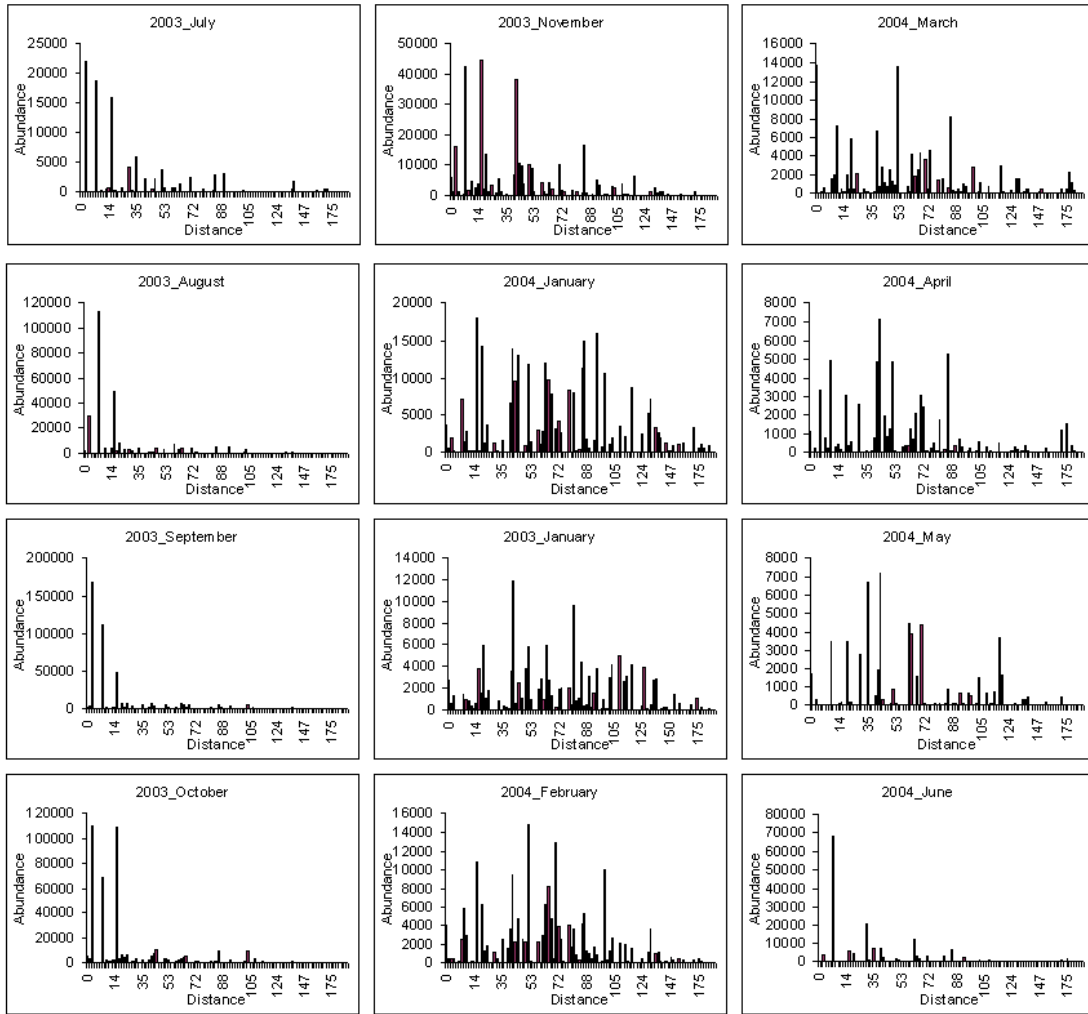 2003_July
25000
20000
15000
10000
5000
0
Abundance
0 14 35 53 72 88 105 124 147 175
Distance
2003_November
50000
40000
30000
20000
10000
0
Abundance
0 14 35 53 72 88 105 124 147 175
Distance
2004_March
16000
14000
12000
10000
8000
6000
4000
2000
0
Abundance
0 14 35 53 72 88 105 124 147 175
Distance
2003_August
120000
100000
80000
60000
40000
20000
0
Abundance
0 14 35 53 72 88 105 124 147 175
Distance
2004_January
20000
15000
10000
5000
0
Abundance
0 14 35 53 72 88 105 124 147 175
Distance
2004_April
8000
7000
6000
5000
4000
3000
2000
1000
0
Abundance
0 14 35 53 72 88 105 124 147 175
Distance
2003_September
200000
150000
100000
50000
0
Abundance
0 14 35 53 72 88 105 124 147 175
Distance
2003_January
14000
12000
10000
8000
6000
4000
2000
0
Abundance
0 14 35 53 72 88 105 127 150 175
Distance
2004_May
8000
7000
6000
5000
4000
3000
2000
1000
0
Abundance
0 14 35 53 72 88 105 124 147 175
Distance
2003_October
120000
100000
80000
60000
40000
20000
0
Abundance
0 14 35 53 72 88 105 124 147 175
Distance
2004_February
16000
14000
12000
10000
8000
6000
4000
2000
0
Abundance
0 14 35 53 72 88 105 124 147 175
Distance
2004_June
80000
70000
60000
50000
40000
30000
20000
10000
0
Abundance
0 14 35 53 72 88 105 124 147 175
Distance